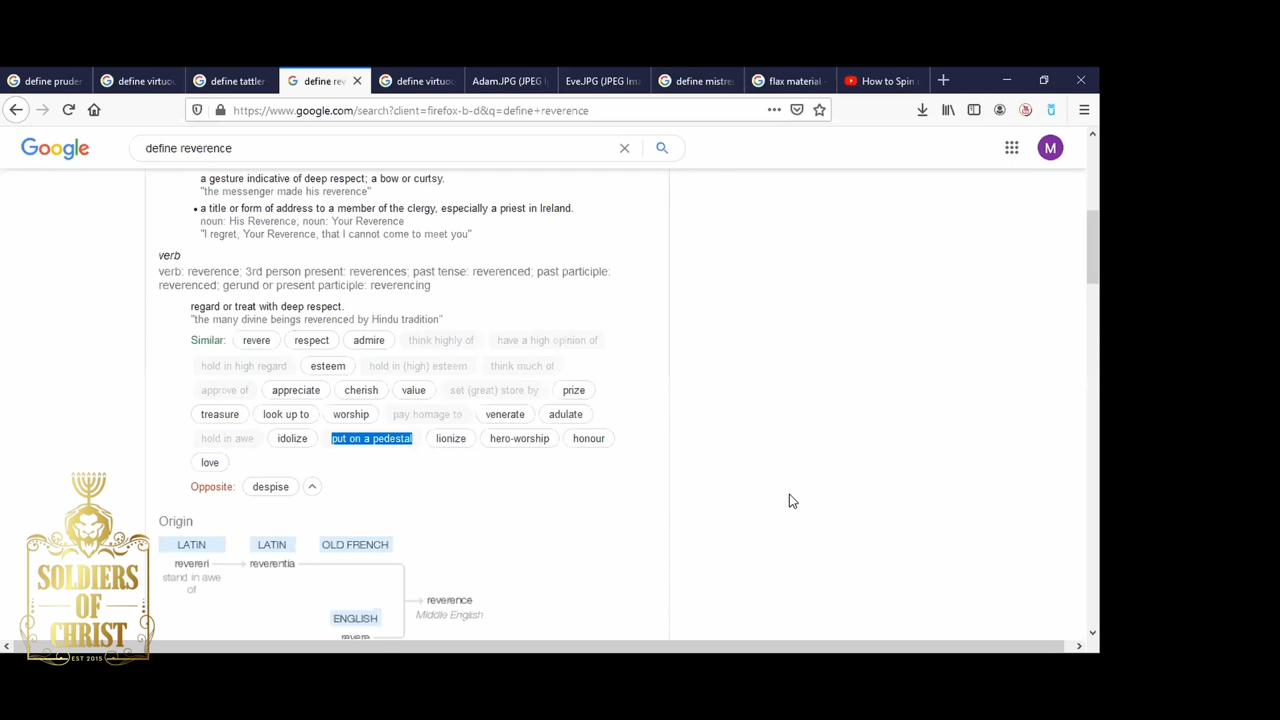 define pruden
define virtuou
define tattler
define rev
define virtuo
Adam.JPG (JPEG I
Eve.JPG (JPEG Ima
define mistres
flax material -
How to Spin
https://www.google.com/search?client=firefox-b-d&q=define+reverence
Google
define reverence
M
a gesture indicative of deep respect; a bow or curtsy.
"the messenger made his reverence"
• a title or form of address to a member of the clergy, especially a priest in Ireland.
noun: His Reverence, noun: Your Reverence
"I regret, Your Reverence, that I cannot come to meet you"
verb
verb: reverence; 3rd person present: reverences; past tense: reverenced; past participle:
reverenced; gerund or present participle: reverencing
regard or treat with deep respect.
"the many divine beings reverenced by Hindu tradition"
Similar: revere respect admire think highly of have a high opinion of
hold in high regard esteem hold in (high) esteem think much of
approve of appreciate cherish value set (great) store by prize
treasure look up to worship pay homage to venerate adulate
hold in awe idolize put on a pedestal lionize hero-worship honour
love
Opposite: despise
Origin
LATIN LATIN OLD FRENCH
revereri reverentia
stand in awe
of
reverence
Middle English
ENGLISH
revere
SOLDIERS
OF
CHRIST
EST 2015